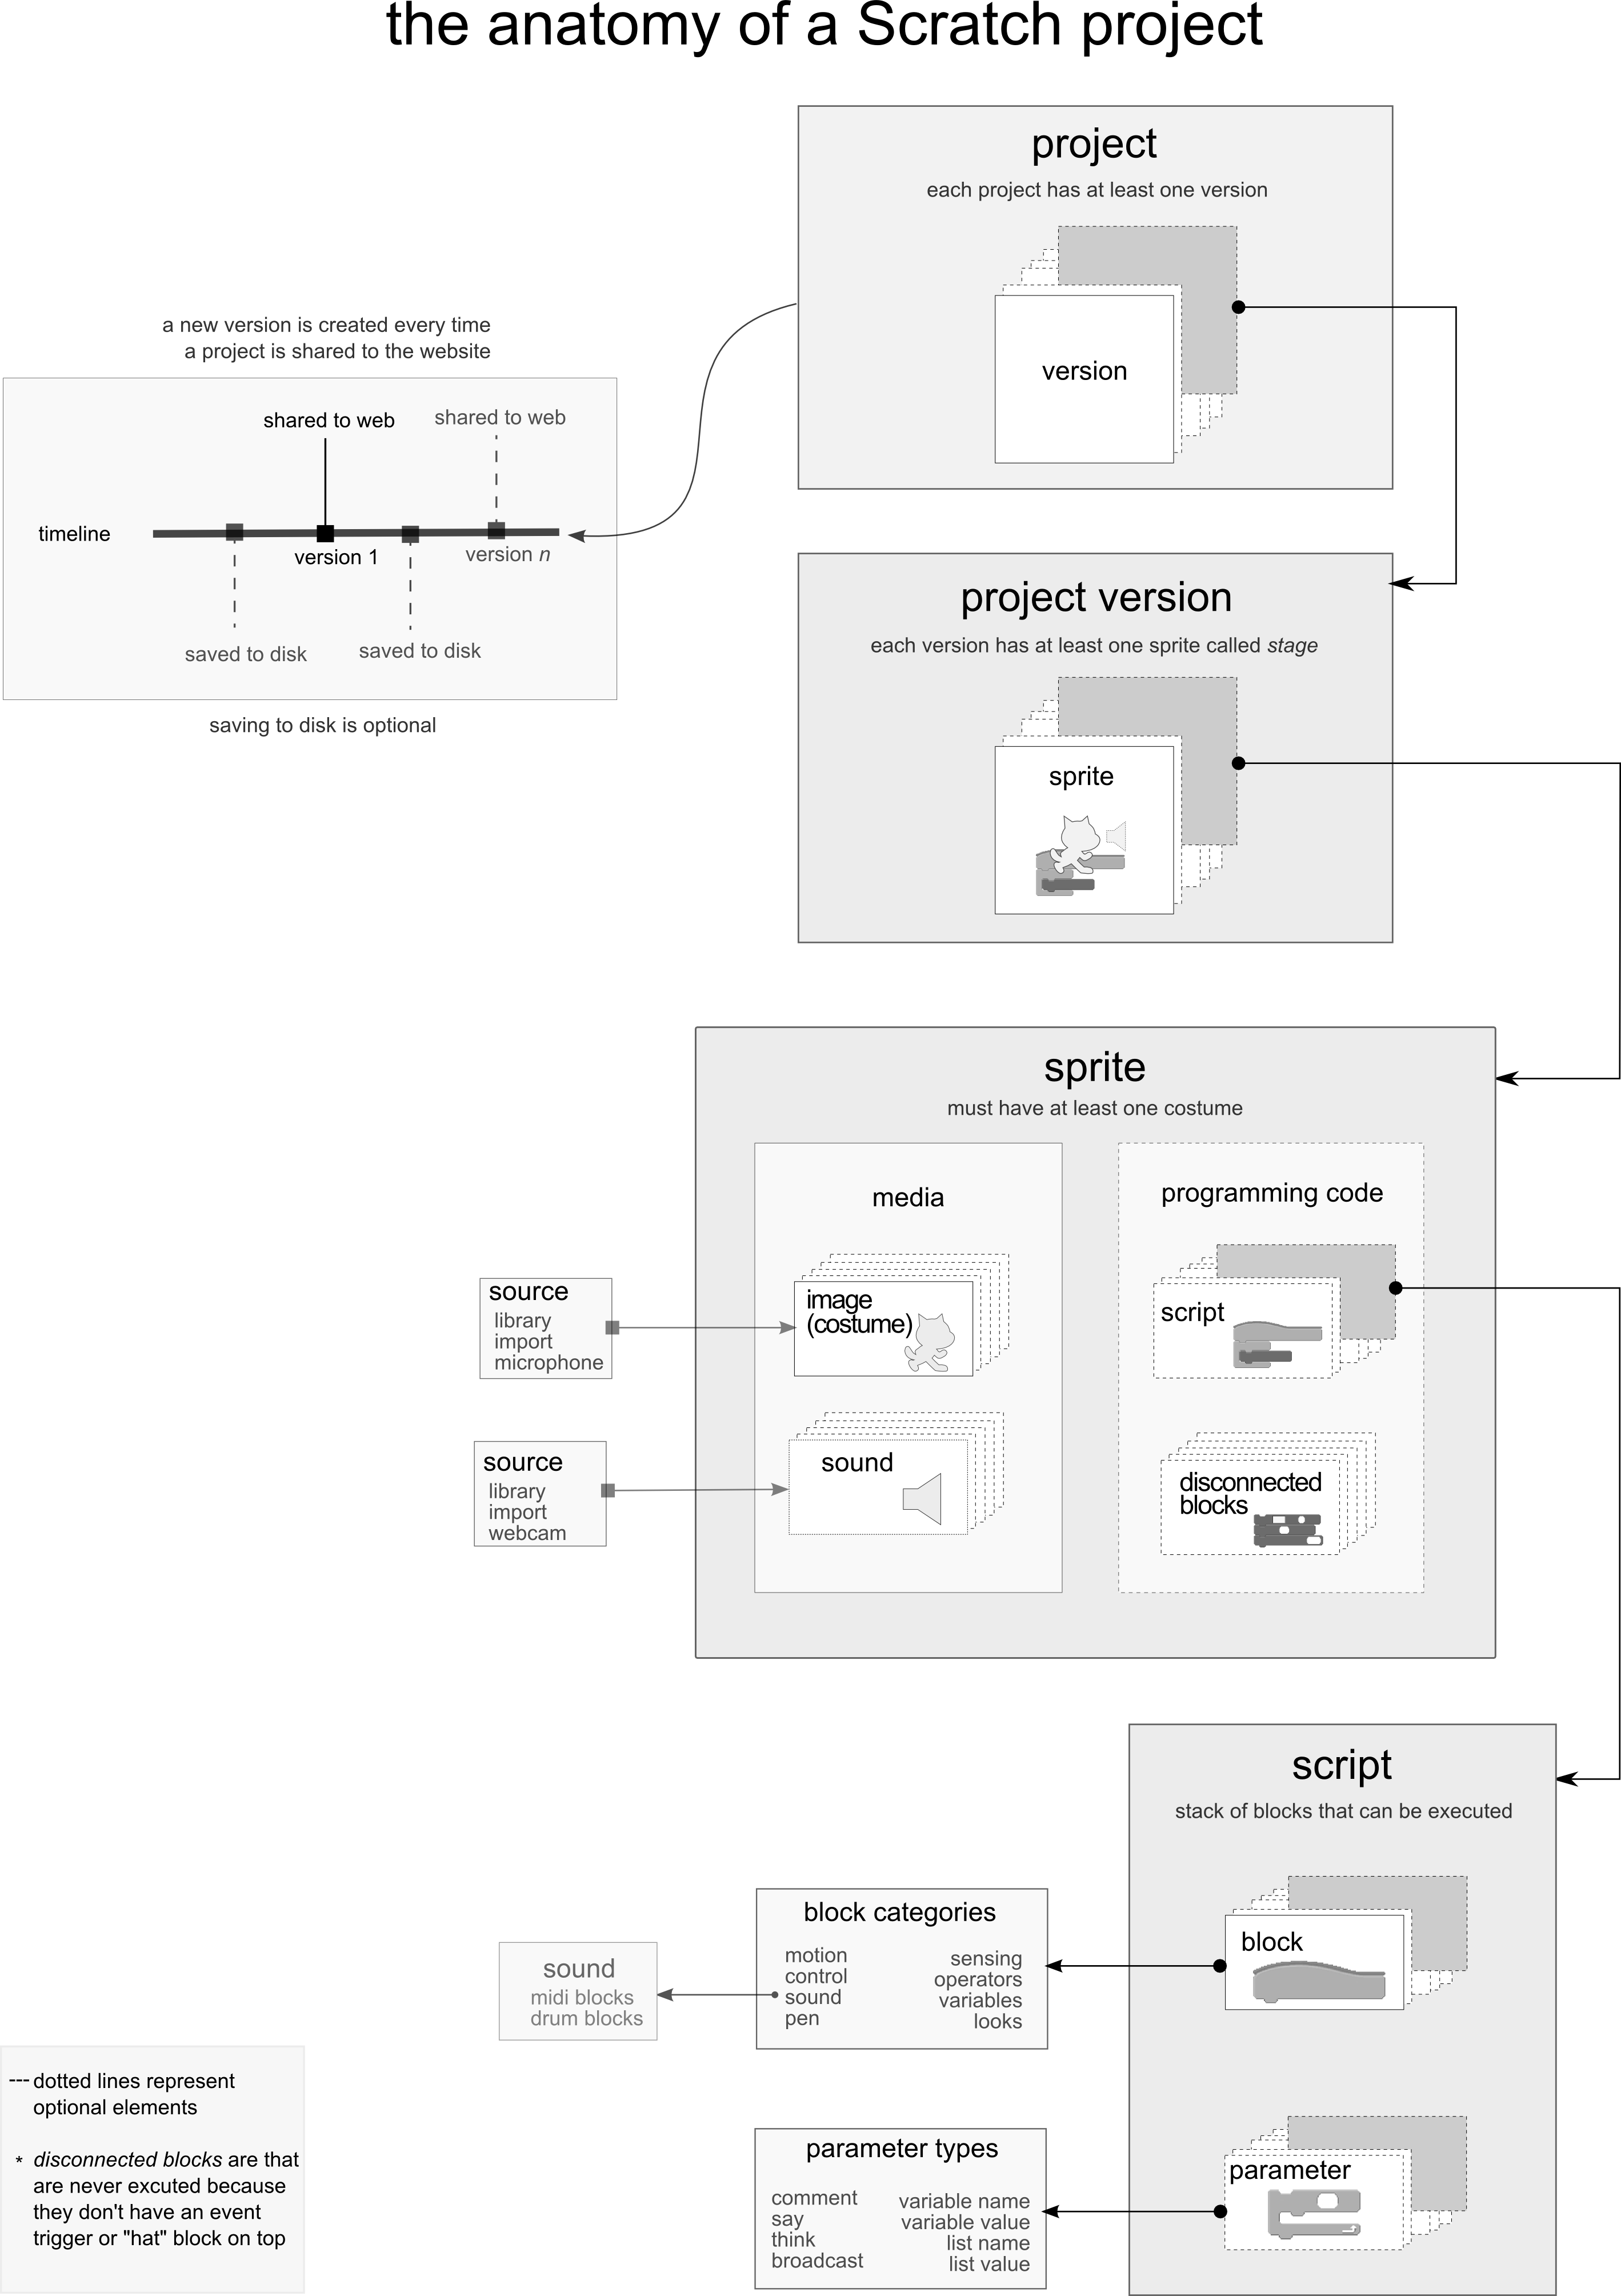 the anatomy of a Scratch project
project
each project has at least one version
version
a new version is created every time
a project is shared to the website
shared to web
shared to web
timeline
version 1
version n
saved to disk
saved to disk
saving to disk is optional
project version
each version has at least one sprite called stage
sprite
sprite
must have at least one costume
media
programming code
source
library
import
microphone
image
(costume)
script
source
library
import
webcam
sound
disconnected
blocks
script
stack of blocks that can be executed
block
block categories
motion
control
sound
pen
sensing
operators
variables
looks
sound
midi blocks
drum blocks
parameter
parameter types
comment
say
think
broadcast
variable name
variable value
list name
list value
--- dotted lines represent
optional elements
* disconnected blocks are that
are never excuted because
they don't have an event
trigger or "hat" block on top